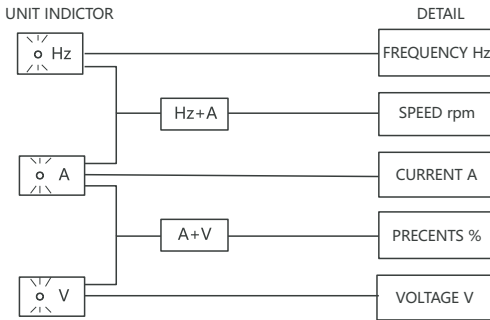 UNIT INDICTOR
DETAIL
Hz
FREQUENCY Hz
Hz+A
SPEED rpm
A
CURRENT A
A+V
PRECENTS %
V
VOLTAGE V